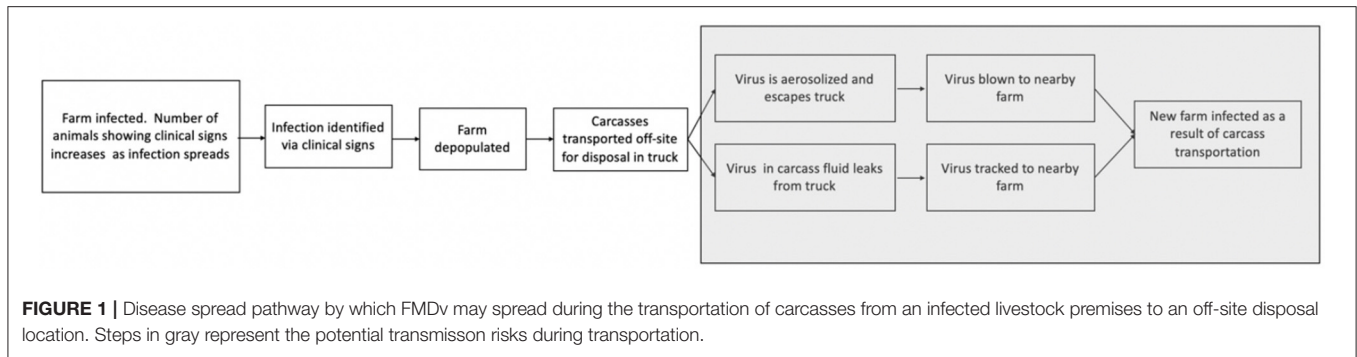 Farm infected. Number of
animals showing clinical signs
increases as infection spreads
Infection identified
via clinical signs
Farm
depopulated
Carcasses
transported off-site
for disposal in truck
Virus is aerosolized and
escapes truck
Virus blown to nearby
farm
Virus in carcass fluid leaks
from truck
Virus tracked to nearby
farm
New farm infected as a
result of carcass
transportation
FIGURE 1 | Disease spread pathway by which FMDv may spread during the transportation of carcasses from an infected livestock premises to an off-site disposal
location. Steps in gray represent the potential transmisson risks during transportation.